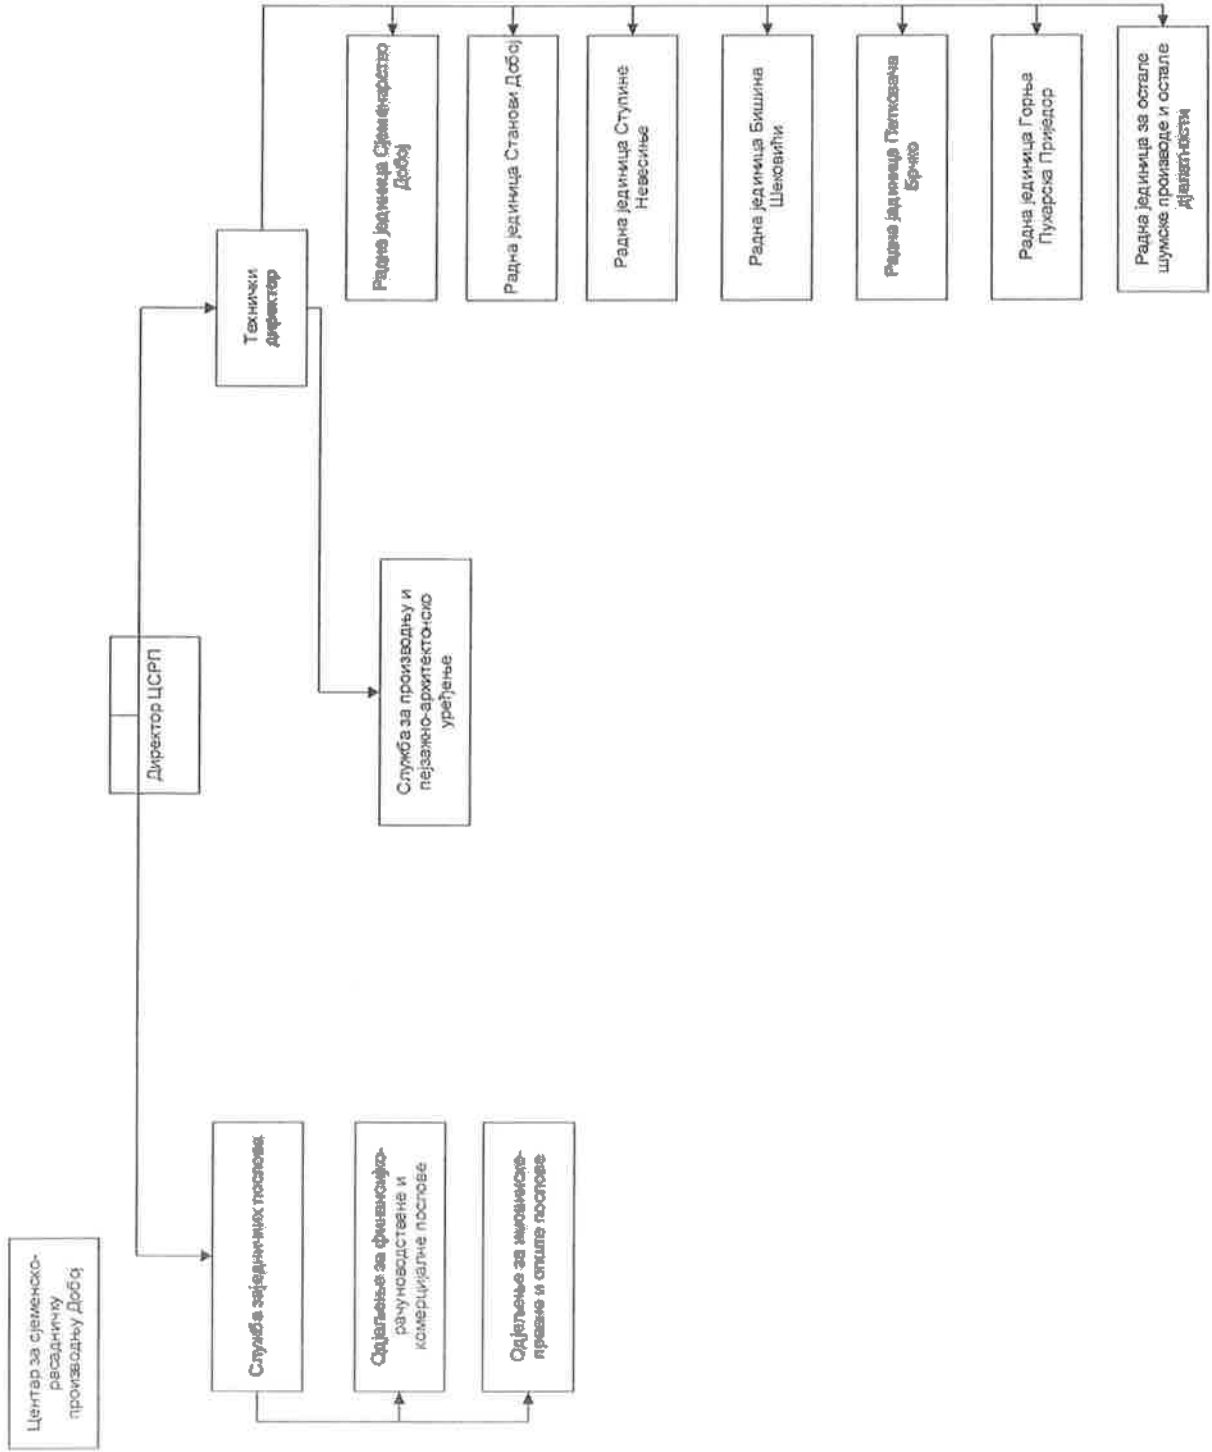 Центар за сјеменско-
расадничку
производњу Добој
Директор ЦСРП
Служба заједничких послова
Технички
директор
Одјељење за финансијко-
рачуноводствене и
комерцијалне послове
Служба за производњу и
пејзажно-архитектонско
уређење
Радна јединица Сјеменарство
Добој
Одјељење за имовинско-
правне и опште послове
Радна јединица Станови Добој
Радна јединица Ступине
Невесиње
Радна јединица Бишина
Шековићи
Радна јединица Палковача
Брчко
Радна јединица Горња
Пухарска Приједор
Радна јединица за остале
шумске производе и остале
дјелатности